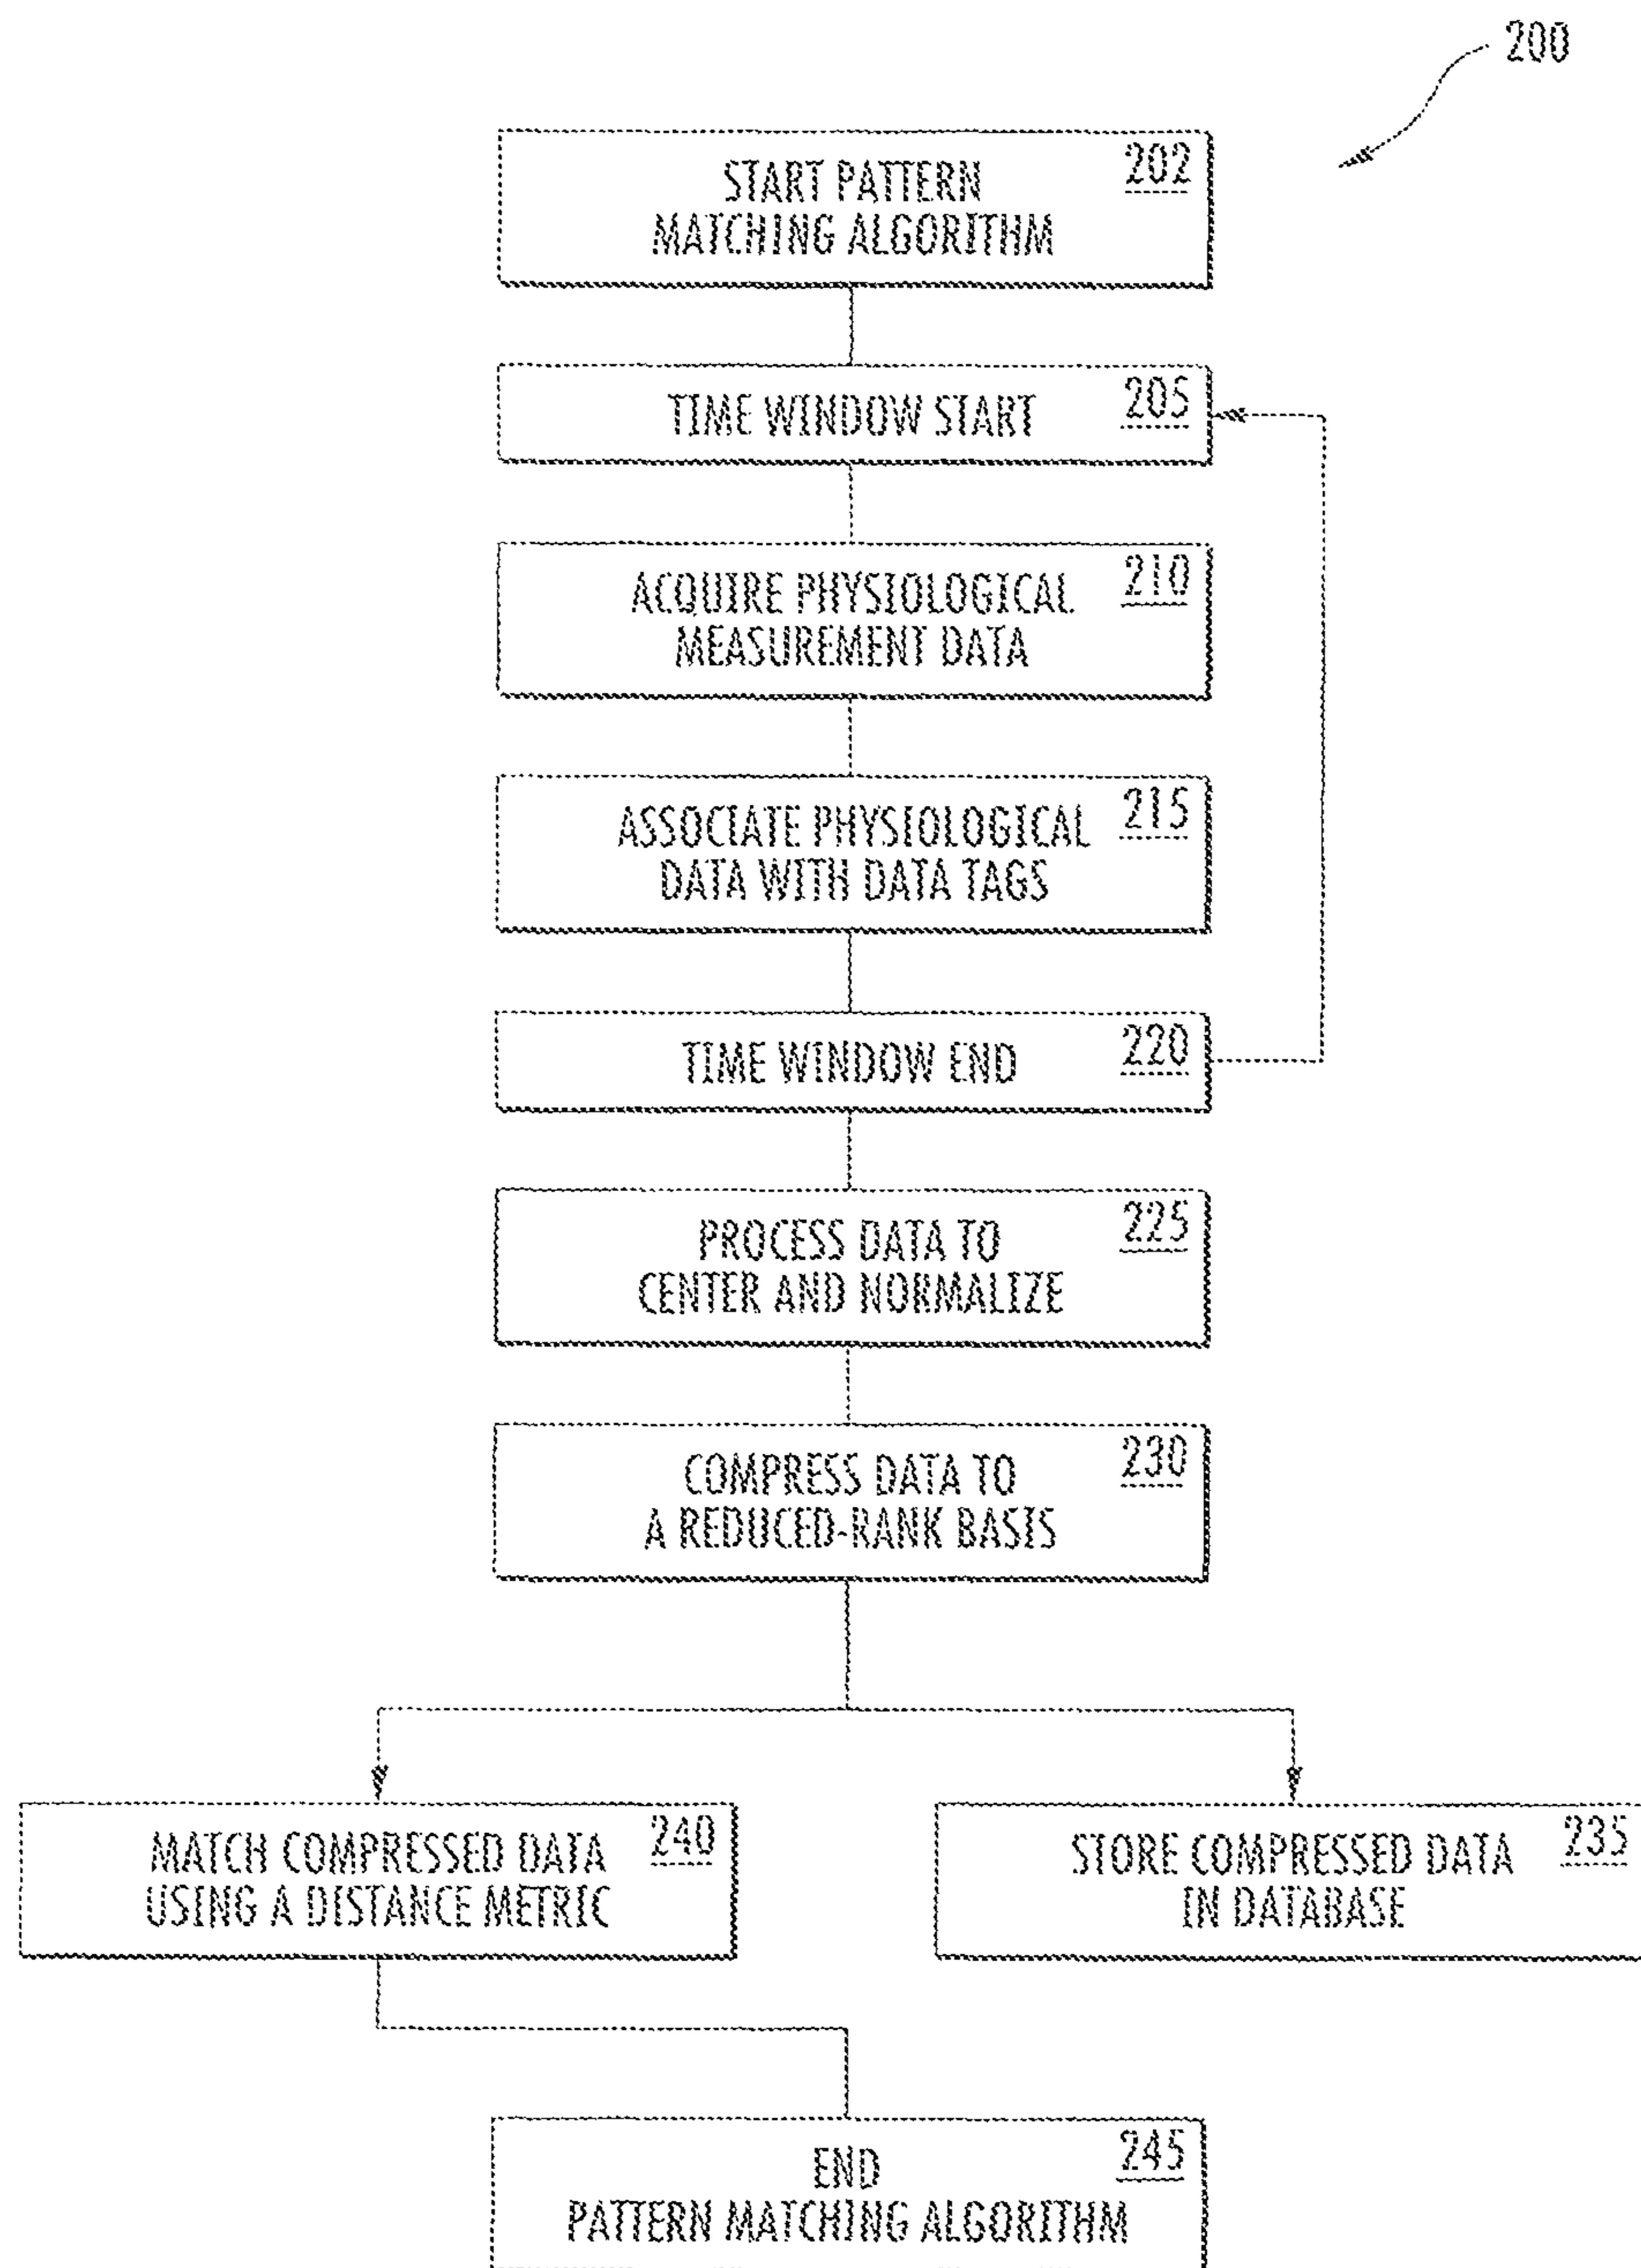 200
202
START PATTERN
MATCHING ALGORITHM
205
TIME WINDOW START
210
ACQUIRE PHYSIOLOGICAL
MEASUREMENT DATA
215
ASSOCIATE PHYSIOLOGICAL
DATA WITH DATA TAGS
220
TIME WINDOW END
225
PROCESS DATA TO
CENTER AND NORMALIZE
230
COMPRESS DATA TO
A REDUCED-RANK BASIS
240
MATCH COMPRESSED DATA
USING A DISTANCE METRIC
235
STORE COMPRESSED DATA
IN DATABASE
245
END
PATTERN MATCHING ALGORITHM